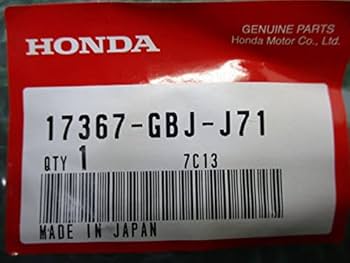 HONDA
GENUINE PARTS
Honda Motor Co., Ltd.
17367-GBJ-J71
QTY 1 7C13
MADE IN JAPAN